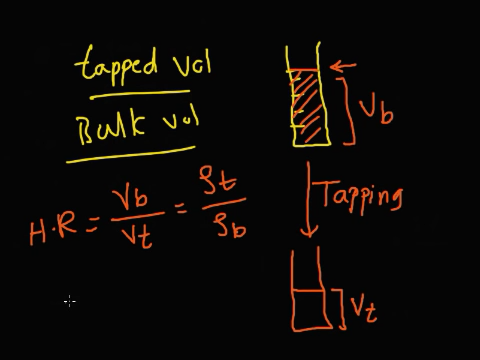 tapped vol
Bulk vol
H.R = Vb/Vt = ρt/ρb
Vb
Tapping
Vt